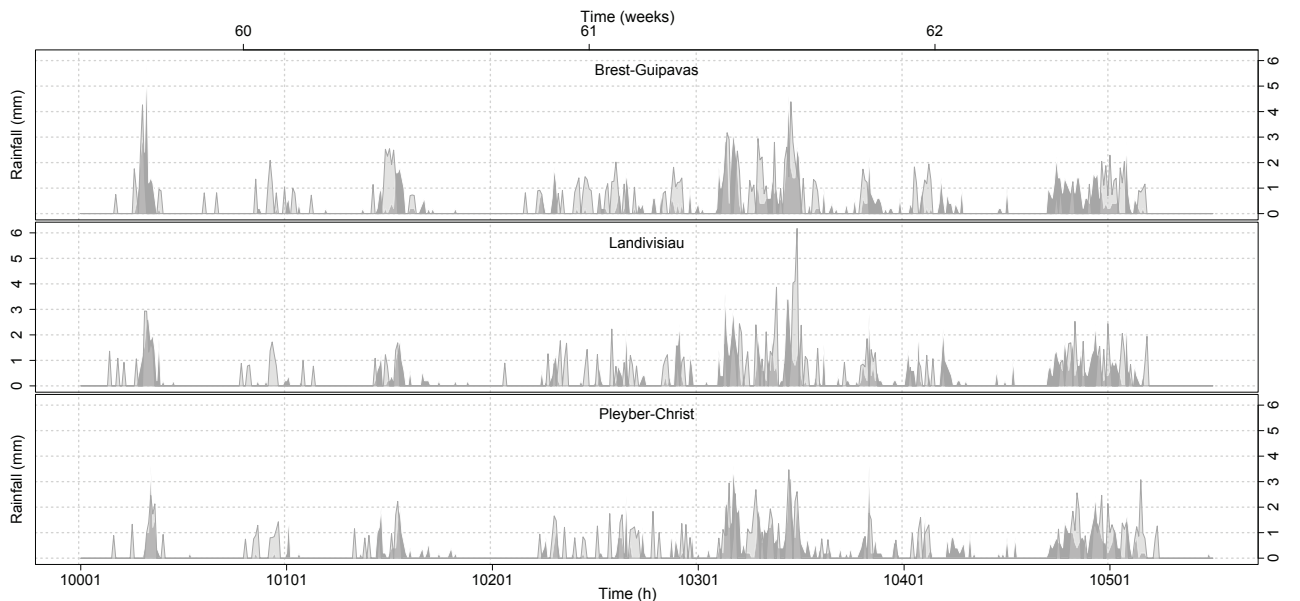 Time (weeks)
60 61 62
Brest-Guipavas
Rainfall (mm)
0 1 2 3 4 5 6
Landivisiau
0 1 2 3 4 5 6
Pleyber-Christ
Rainfall (mm)
0 1 2 3 4 5 6
10001 10101 10201 10301 10401 10501
Time (h)